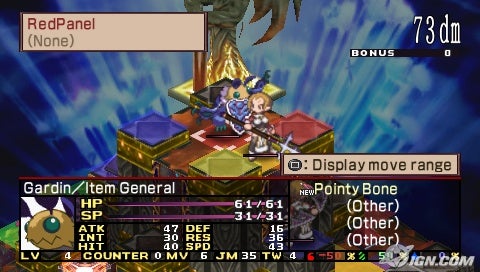 RedPanel
(None)
73dm
BONUS 0
: Display move range
Gardin/Item General
HP 61/61
SP 31/31
ATK 47 DEF 16
INT 30 RES 36
HIT 40 SPD 43
LV 4 COUNTER 0 MV 6 JM 35 TW 4
NEW Pointy Bone
(Other)
(Other)
(Other)
IGN.COM